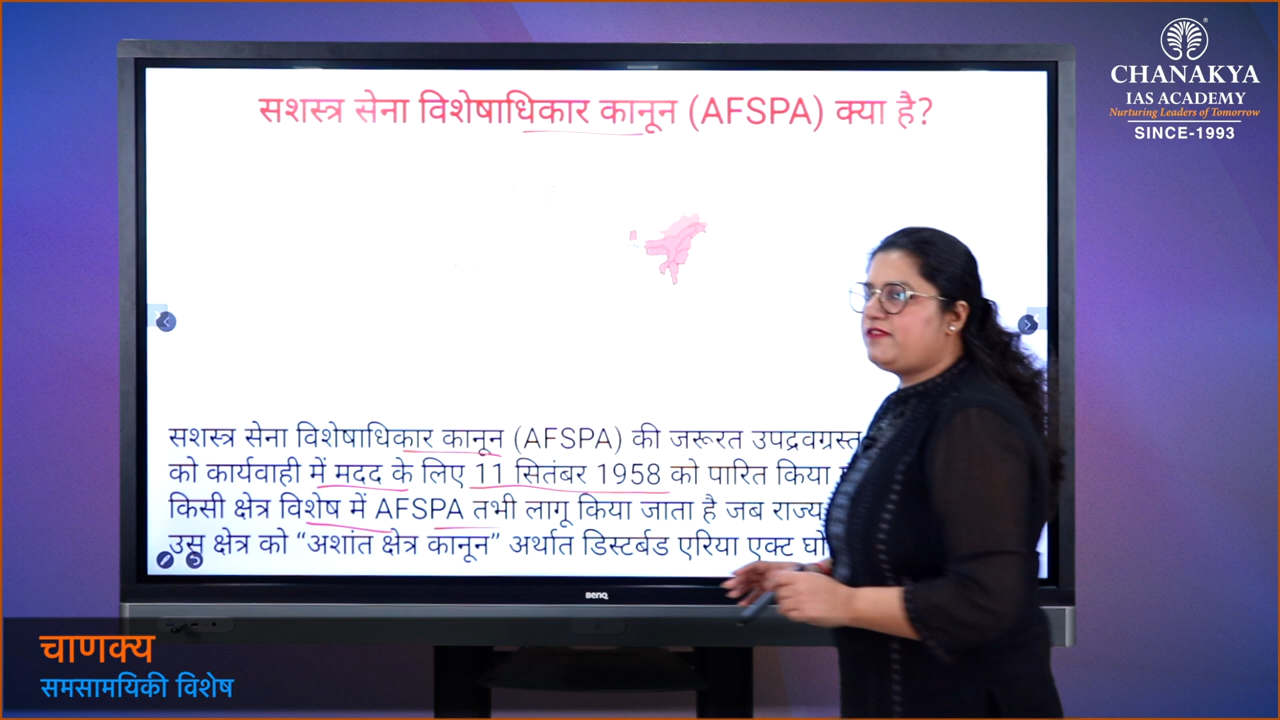 सशस्त्र सेना विशेषाधिकार कानून (AFSPA) क्या है?
CHANAKYA
IAS ACADEMY
Nurturing Leaders of Tomorrow
SINCE-1993
सशस्त्र सेना विशेषाधिकार कानून (AFSPA) की जरूरत उपद्रवग्रस्त
को कार्यवाही में मदद के लिए 11 सितंबर 1958 को पारित किया
किसी क्षेत्र विशेष में AFSPA तभी लागू किया जाता है जब राज्य
उस क्षेत्र को “अशांत क्षेत्र कानून” अर्थात डिस्टर्बड एरिया एक्ट
BenQ
चाणक्य
समसामयिकी विशेष